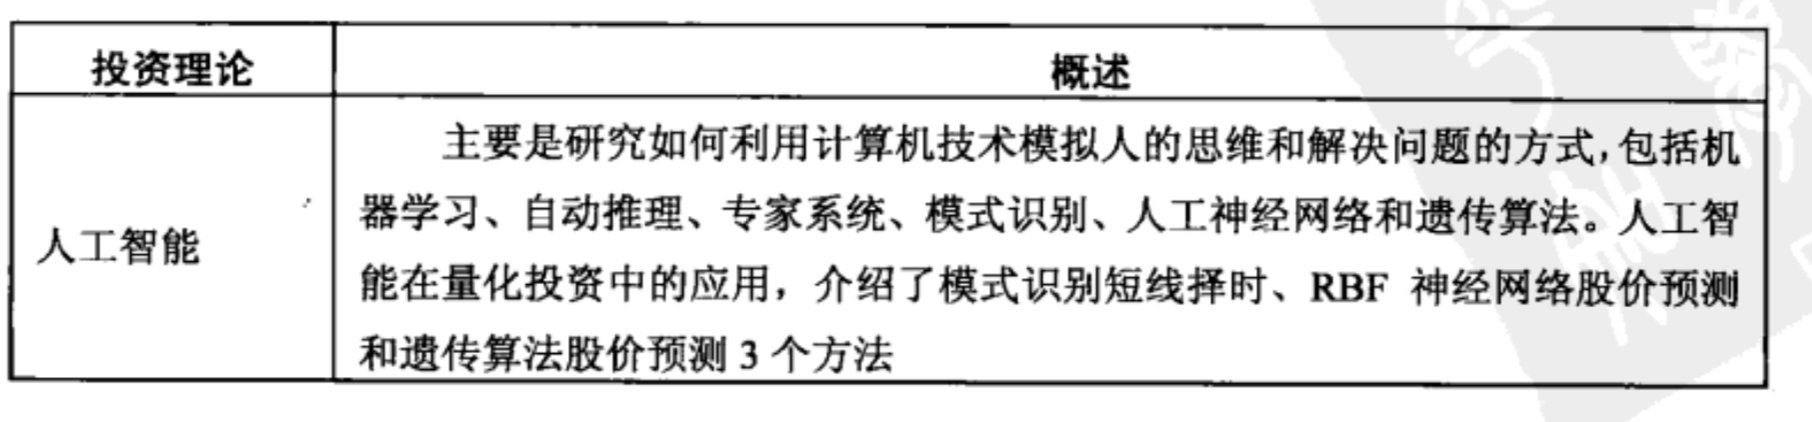 投资理论
概述
人工智能
主要是研究如何利用计算机技术模拟人的思维和解决问题的方式，包括机
器学习、自动推理、专家系统、模式识别、人工神经网络和遗传算法。人工智
能在量化投资中的应用，介绍了模式识别短线择时、RBF 神经网络股价预测
和遗传算法股价预测 3 个方法